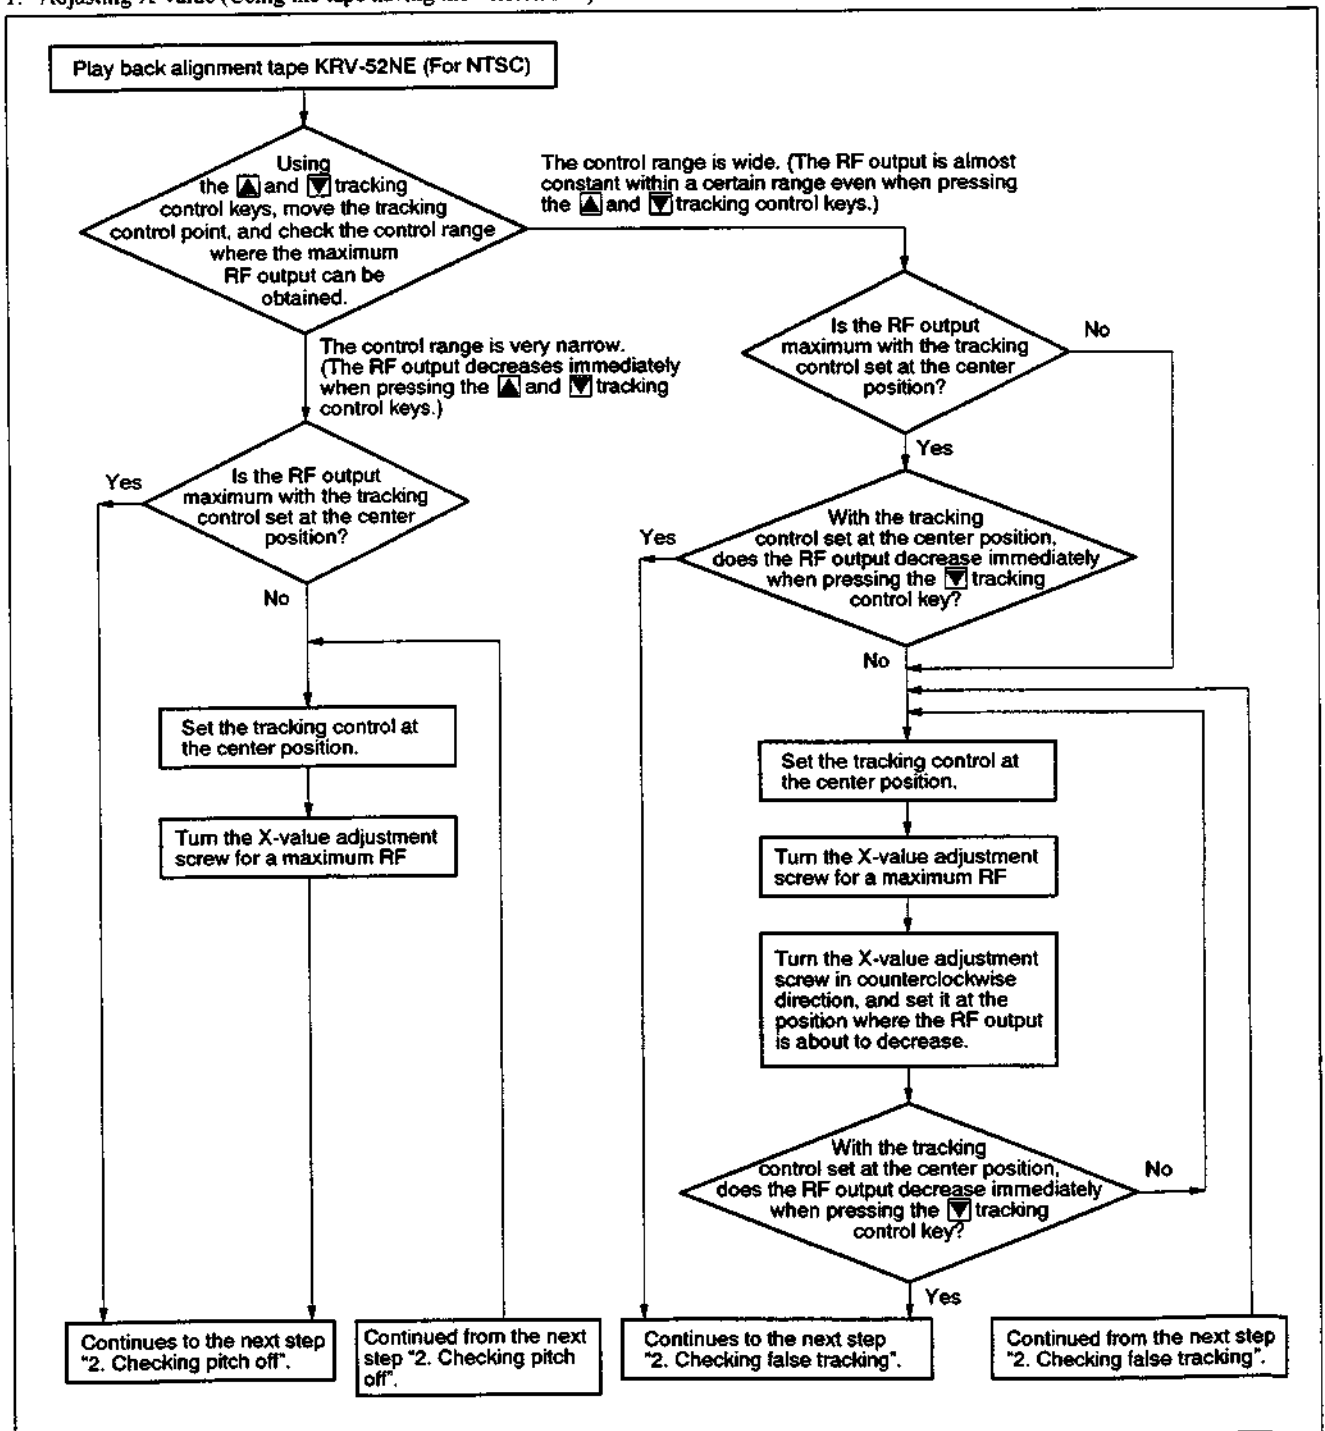 1. Adjusting X-value (Using the tape having the
Play back alignment tape KRV-52NE (For NTSC)
Using
the ▲ and ▼ tracking
control keys, move the tracking
control point, and check the control range
where the maximum
RF output can be
obtained.
The control range is wide. (The RF output is almost
constant within a certain range even when pressing
the ▲ and ▼ tracking control keys.)
The control range is very narrow.
(The RF output decreases immediately
when pressing the ▲ and ▼ tracking
control keys.)
Is the RF output
maximum with the tracking
control set at the center
position?
No
Yes
Is the RF output
maximum with the tracking
control set at the center
position?
Yes
No
With the tracking
control set at the center position,
does the RF output decrease immediately
when pressing the ▼ tracking
control key?
Yes
No
Set the tracking control at
the center position.
Turn the X-value adjustment
screw for a maximum RF
Set the tracking control at
the center position.
Turn the X-value adjustment
screw for a maximum RF
Turn the X-value adjustment
screw in counterclockwise
direction, and set it at the
position where the RF output
is about to decrease.
With the tracking
control set at the center position,
does the RF output decrease immediately
when pressing the ▼ tracking
control key?
No
Yes
Continues to the next step
"2. Checking pitch off".
Continued from the next
step "2. Checking pitch
off".
Continues to the next step
"2. Checking false tracking".
Continued from the next step
"2. Checking false tracking".